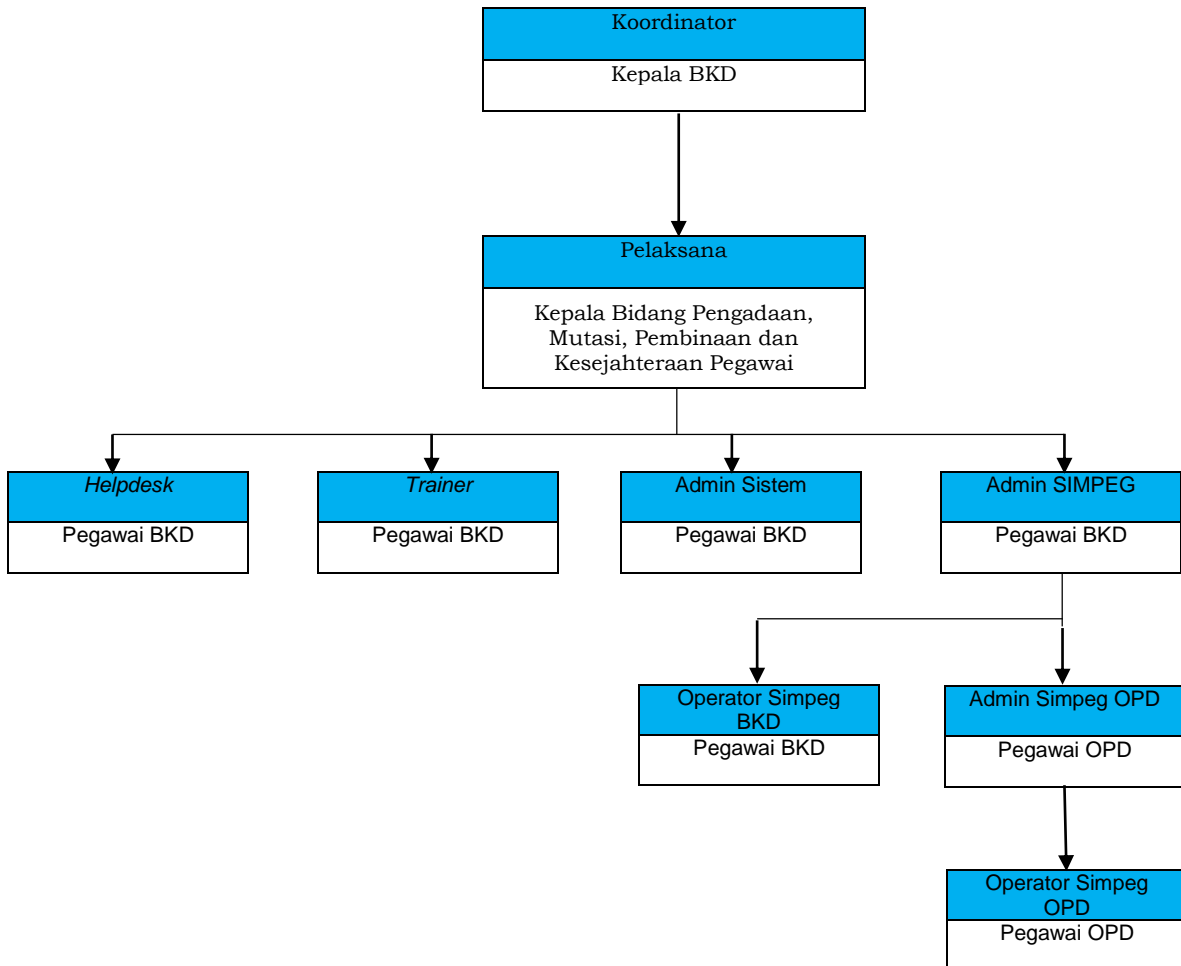 Koordinator
Kepala BKD
Pelaksana
Kepala Bidang Pengadaan,
Mutasi, Pembinaan dan
Kesejahteraan Pegawai
Helpdesk
Pegawai BKD
Trainer
Pegawai BKD
Admin Sistem
Pegawai BKD
Admin SIMPEG
Pegawai BKD
Operator Simpeg
BKD
Pegawai BKD
Admin Simpeg OPD
Pegawai OPD
Operator Simpeg
OPD
Pegawai OPD